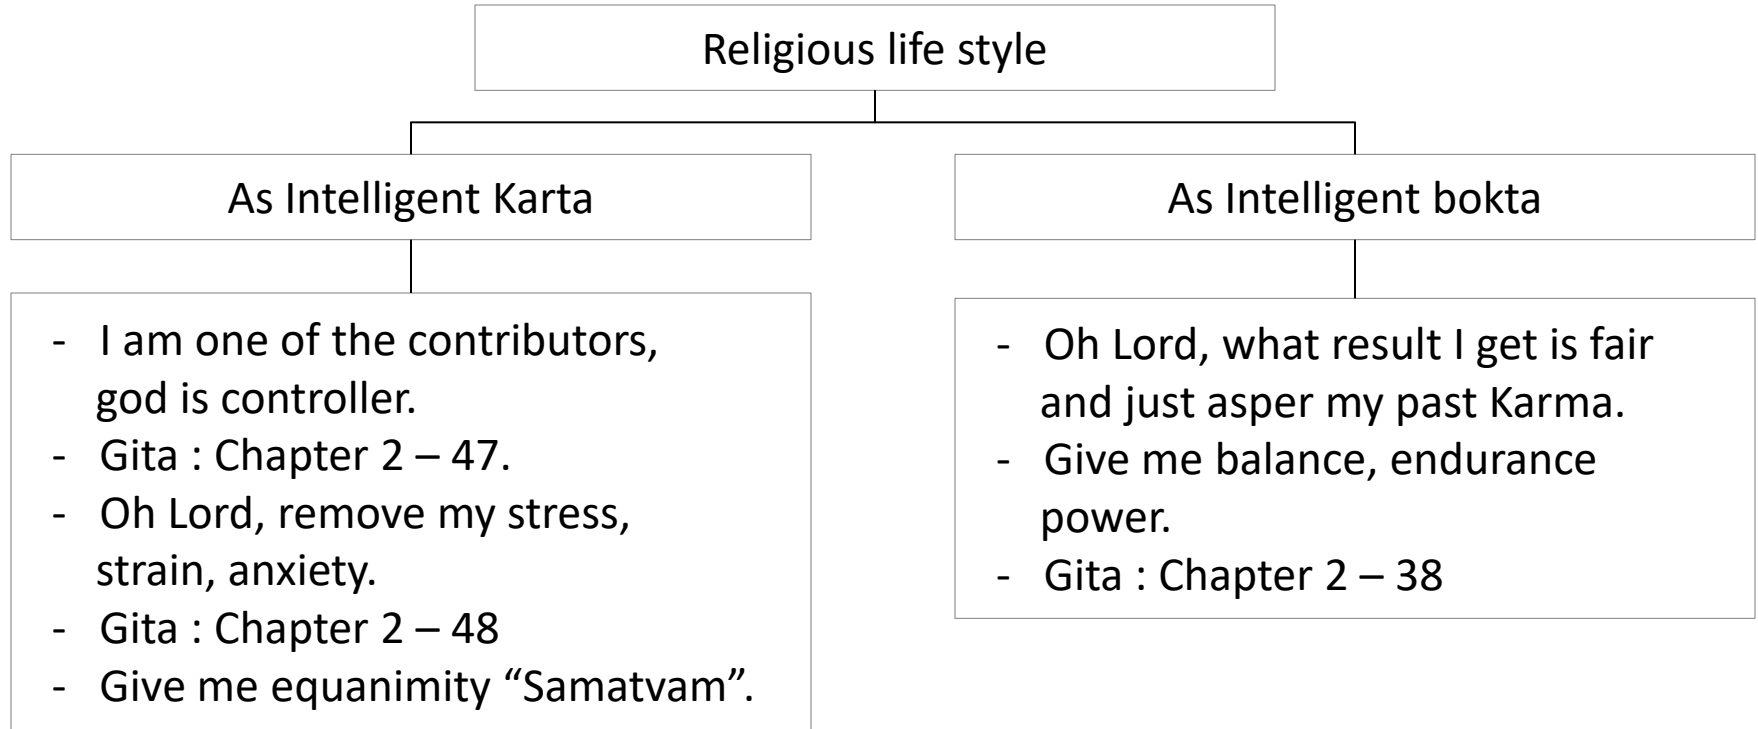 Religious life style
As Intelligent Karta
As Intelligent bokta
- I am one of the contributors,
god is controller.
- Gita : Chapter 2 – 47.
- Oh Lord, remove my stress,
strain, anxiety.
- Gita : Chapter 2 – 48
- Give me equanimity “Samatvam”.
- Oh Lord, what result I get is fair
and just asper my past Karma.
- Give me balance, endurance
power.
- Gita : Chapter 2 – 38